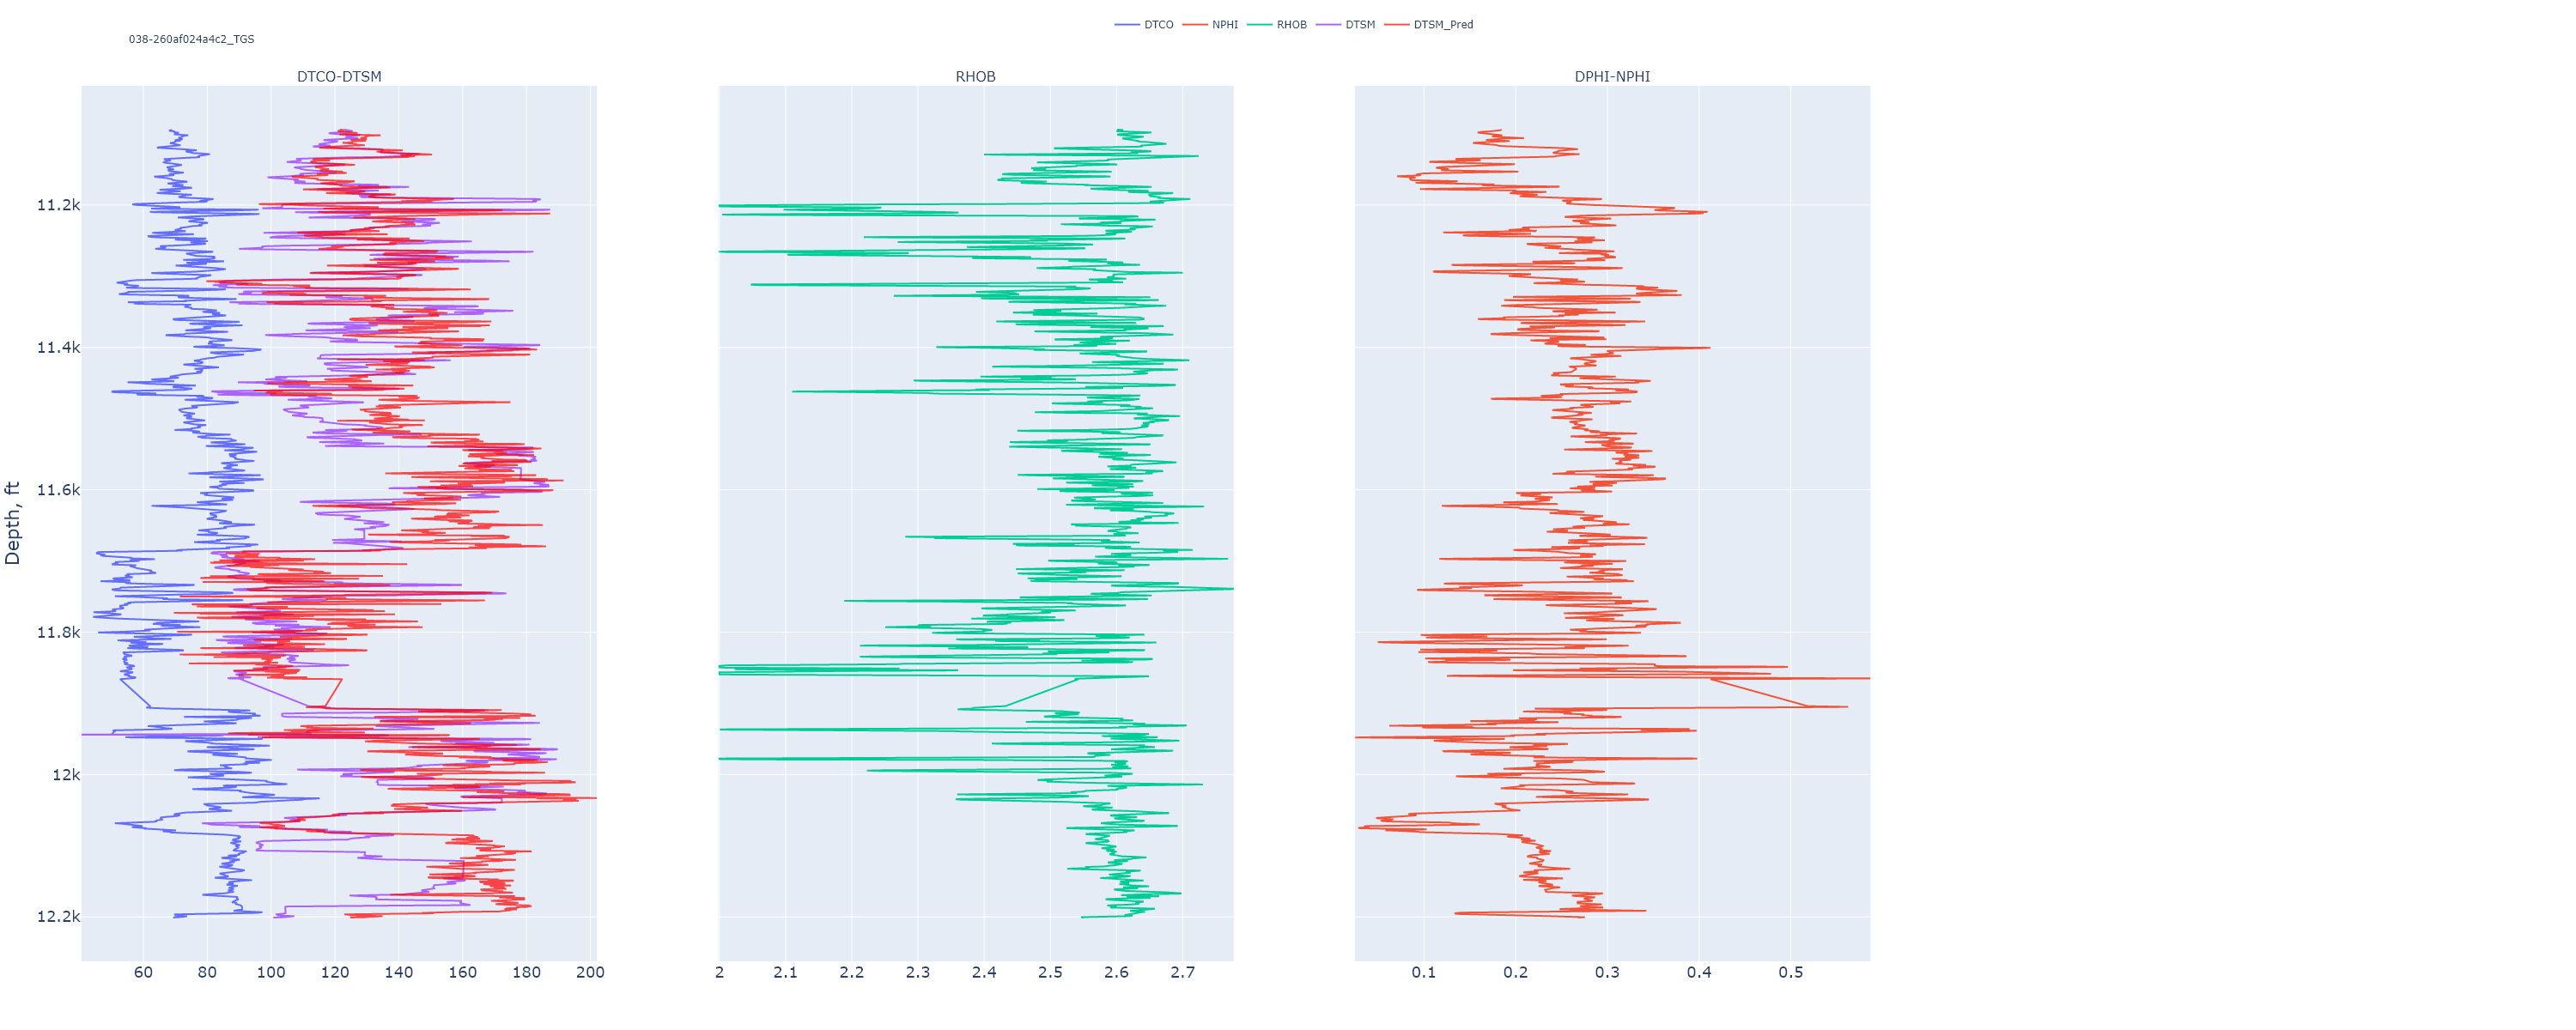 DTCO NPHI RHOB DTSM DTSM_Pred
038-260af024a4c2_TGS
DTCO-DTSM RHOB DPHI-NPHI
Depth, ft
11.2k
11.4k
11.6k
11.8k
12k
12.2k
60 80 100 120 140 160 180 200
2 2.1 2.2 2.3 2.4 2.5 2.6 2.7
0.1 0.2 0.3 0.4 0.5